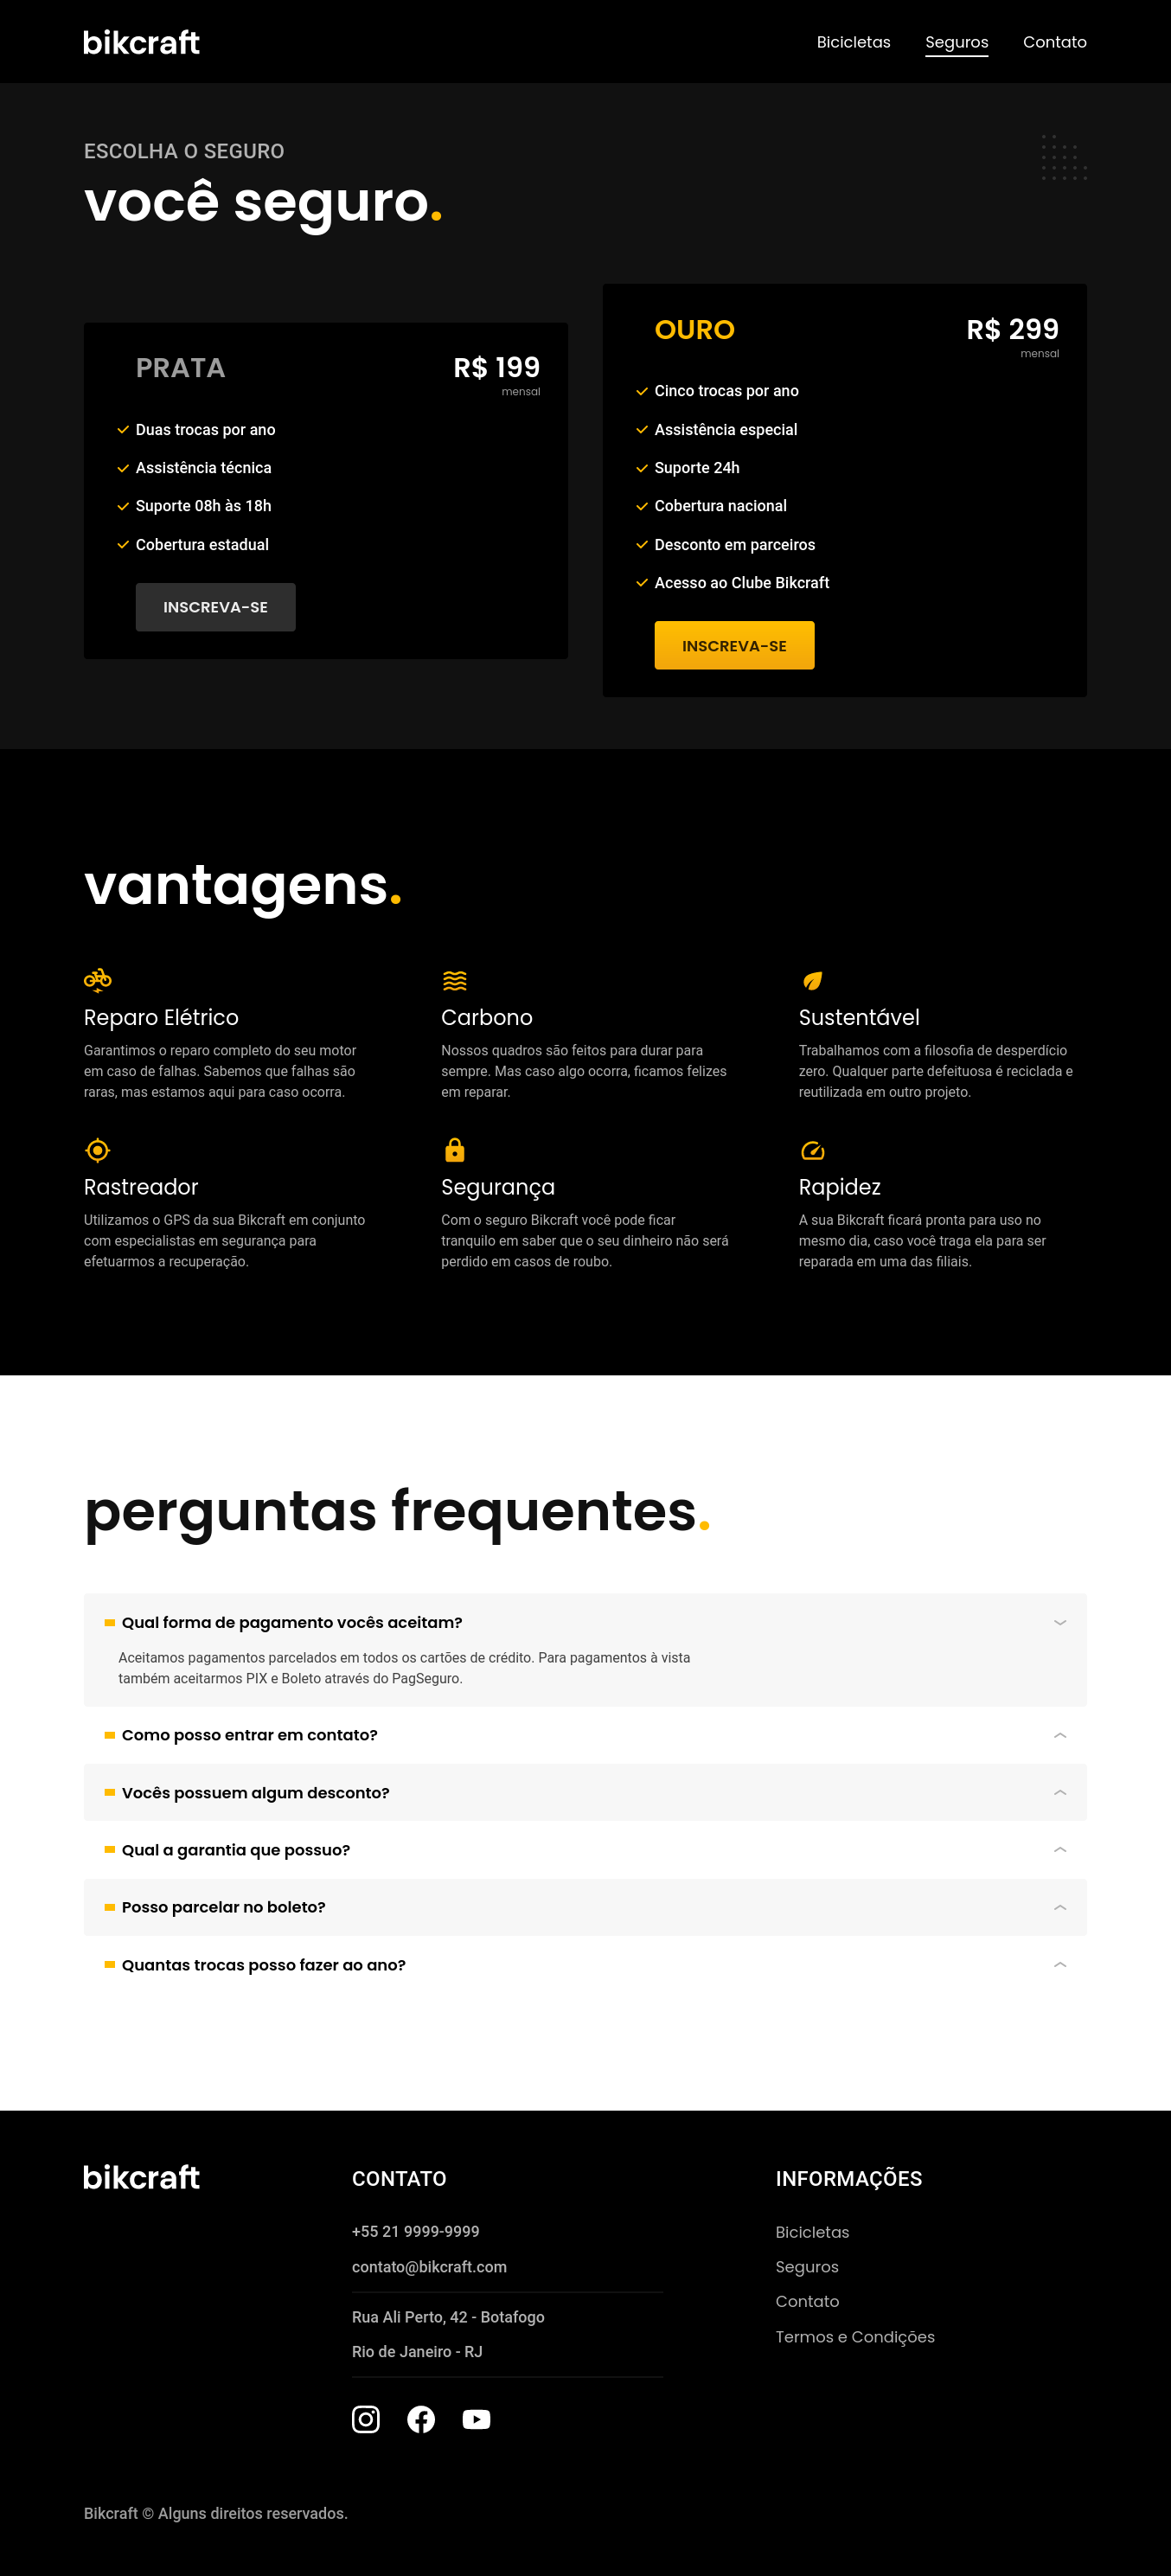 bikcraft
Bicicletas
Seguros
Contato
ESCOLHA O SEGURO
você seguro.
PRATA
R$ 199
mensal
Duas trocas por ano
Assistência técnica
Suporte 08h às 18h
Cobertura estadual
INSCREVA-SE
OURO
R$ 299
mensal
Cinco trocas por ano
Assistência especial
Suporte 24h
Cobertura nacional
Desconto em parceiros
Acesso ao Clube Bikcraft
INSCREVA-SE
vantagens.
Reparo Elétrico
Garantimos o reparo completo do seu motor
em caso de falhas. Sabemos que falhas são
raras, mas estamos aqui para caso ocorra.
Carbono
Nossos quadros são feitos para durar para
sempre. Mas caso algo ocorra, ficamos felizes
em reparar.
Sustentável
Trabalhamos com a filosofia de desperdício
zero. Qualquer parte defeituosa é reciclada e
reutilizada em outro projeto.
Rastreador
Utilizamos o GPS da sua Bikcraft em conjunto
com especialistas em segurança para
efetuarmos a recuperação.
Segurança
Com o seguro Bikcraft você pode ficar
tranquilo em saber que o seu dinheiro não será
perdido em casos de roubo.
Rapidez
A sua Bikcraft ficará pronta para uso no
mesmo dia, caso você traga ela para ser
reparada em uma das filiais.
perguntas frequentes.
Qual forma de pagamento vocês aceitam?
Aceitamos pagamentos parcelados em todos os cartões de crédito. Para pagamentos à vista
também aceitarmos PIX e Boleto através do PagSeguro.
Como posso entrar em contato?
Vocês possuem algum desconto?
Qual a garantia que possuo?
Posso parcelar no boleto?
Quantas trocas posso fazer ao ano?
bikcraft
CONTATO
+55 21 9999-9999
contato@bikcraft.com
Rua Ali Perto, 42 - Botafogo
Rio de Janeiro - RJ
INFORMAÇÕES
Bicicletas
Seguros
Contato
Termos e Condições
Bikcraft © Alguns direitos reservados.